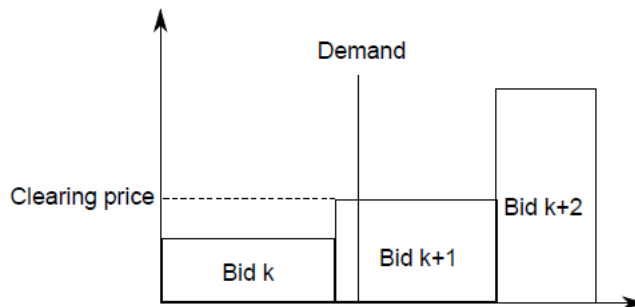 Demand
Clearing price
Bid k+2
Bid k+1
Bid k